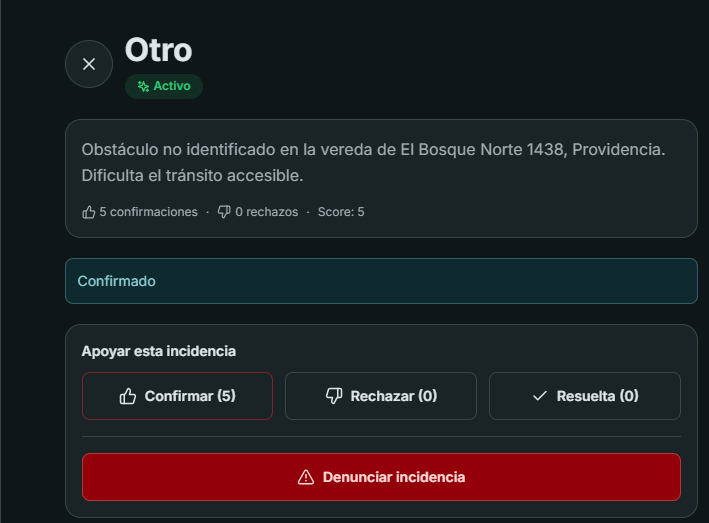 Otro
Activo
Obstáculo no identificado en la vereda de El Bosque Norte 1438, Providencia.
Dificulta el tránsito accesible.
5 confirmaciones · 0 rechazos · Score: 5
Confirmado
Apoyar esta incidencia
Confirmar (5) Rechazar (0) Resuelta (0)
Denunciar incidencia